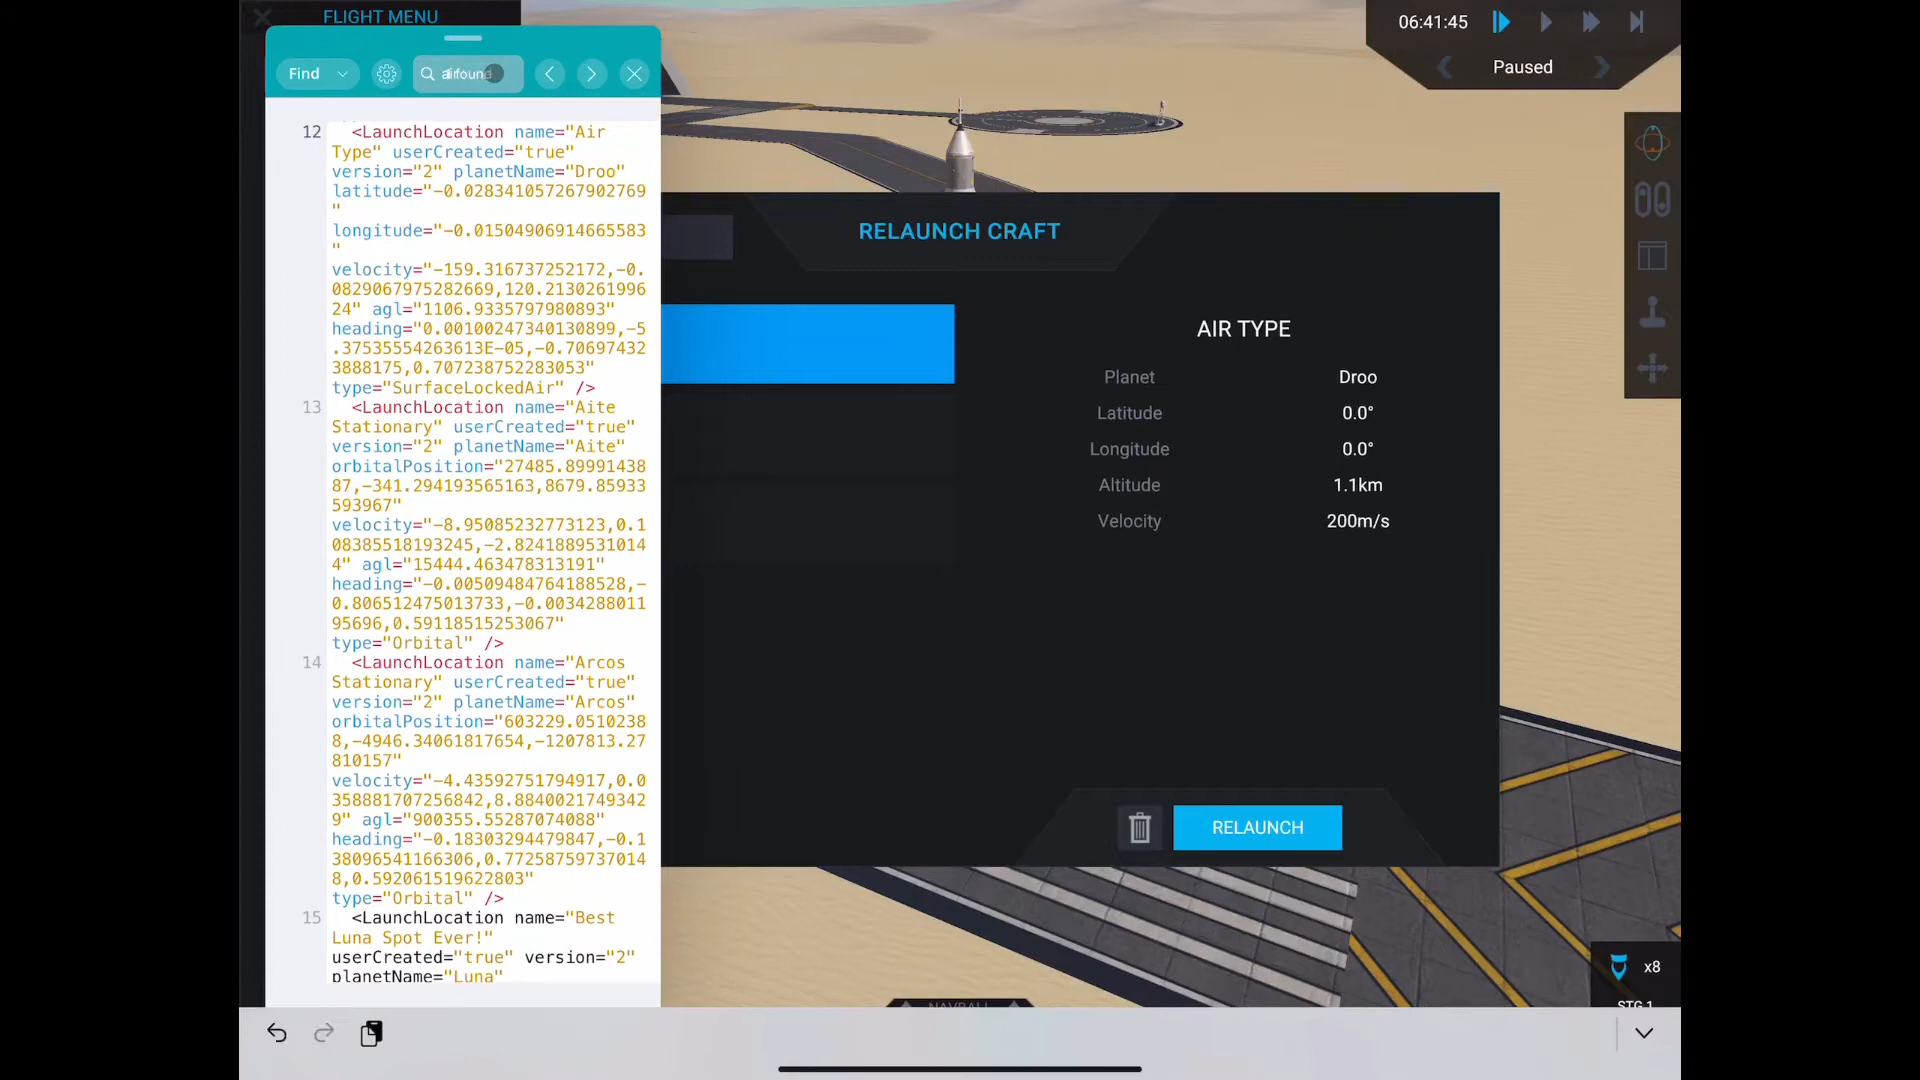 FLIGHT MENU
Find
12
<LaunchLocation name="Air
Type" userCreated="true"
version="2" planetName="Droo"
latitude="-0.028341057267902769
"
longitude="-0.01504906914665583
"
velocity="-159.316737252172,-0.
0829067975282669,120.2130261996
24" agl="1106.9335797980893"
heading="0.00100247340130899,-5
.37535554263613E-05,-0.70697432
3888175,0.707238752283053"
type="SurfaceLockedAir" />
13
<LaunchLocation name="Aite
Stationary" userCreated="true"
version="2" planetName="Aite"
orbitalPosition="27485.89991438
87,-341.294193565163,8679.85933
593967"
velocity="-8.95085232773123,0.1
08385518193245,-2.8241889531014
4" agl="15444.463478313191"
heading="-0.00509484764188528,-
0.806512475013733,-0.0034288011
95696,0.59118515253067"
type="Orbital" />
14
<LaunchLocation name="Arcos
Stationary" userCreated="true"
version="2" planetName="Arcos"
orbitalPosition="603229.0510238
8,-4946.34061817654,-1207813.27
810157"
velocity="-4.43592751794917,0.0
358881707256842,8.8840021749342
9" agl="900355.55287074088"
heading="-0.18303294479847,-0.1
38096541166306,0.77258759737014
8,0.592061519622803"
type="Orbital" />
15
<LaunchLocation name="Best
Luna Spot Ever!"
userCreated="true" version="2"
planetName="Luna"
RELAUNCH CRAFT
AIR TYPE
Planet Droo
Latitude 0.0°
Longitude 0.0°
Altitude 1.1km
Velocity 200m/s
RELAUNCH
06:41:45
Paused
x8
STG 1
NAVBALL